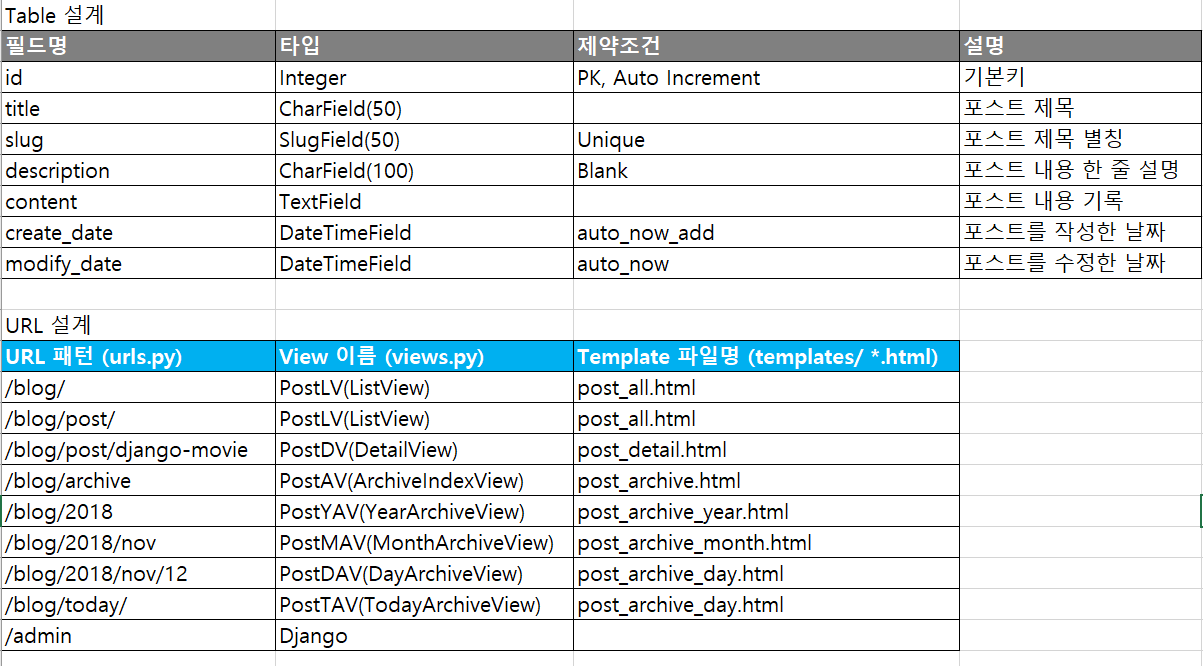 Table 설계
필드명 타입 제약조건 설명
id Integer PK, Auto Increment 기본키
title CharField(50) 포스트 제목
slug SlugField(50) Unique 포스트 제목 별칭
description CharField(100) Blank 포스트 내용 한 줄 설명
content TextField 포스트 내용 기록
create_date DateTimeField auto_now_add 포스트를 작성한 날짜
modify_date DateTimeField auto_now 포스트를 수정한 날짜
URL 설계
URL 패턴 (urls.py) View 이름 (views.py) Template 파일명 (templates/ *.html)
/blog/ PostLV(ListView) post_all.html
/blog/post/ PostLV(ListView) post_all.html
/blog/post/django-movie PostDV(DetailView) post_detail.html
/blog/archive PostAV(ArchiveIndexView) post_archive.html
/blog/2018 PostYAV(YearArchiveView) post_archive_year.html
/blog/2018/nov PostMAV(MonthArchiveView) post_archive_month.html
/blog/2018/nov/12 PostDAV(DayArchiveView) post_archive_day.html
/blog/today/ PostTAV(TodayArchiveView) post_archive_day.html
/admin Django